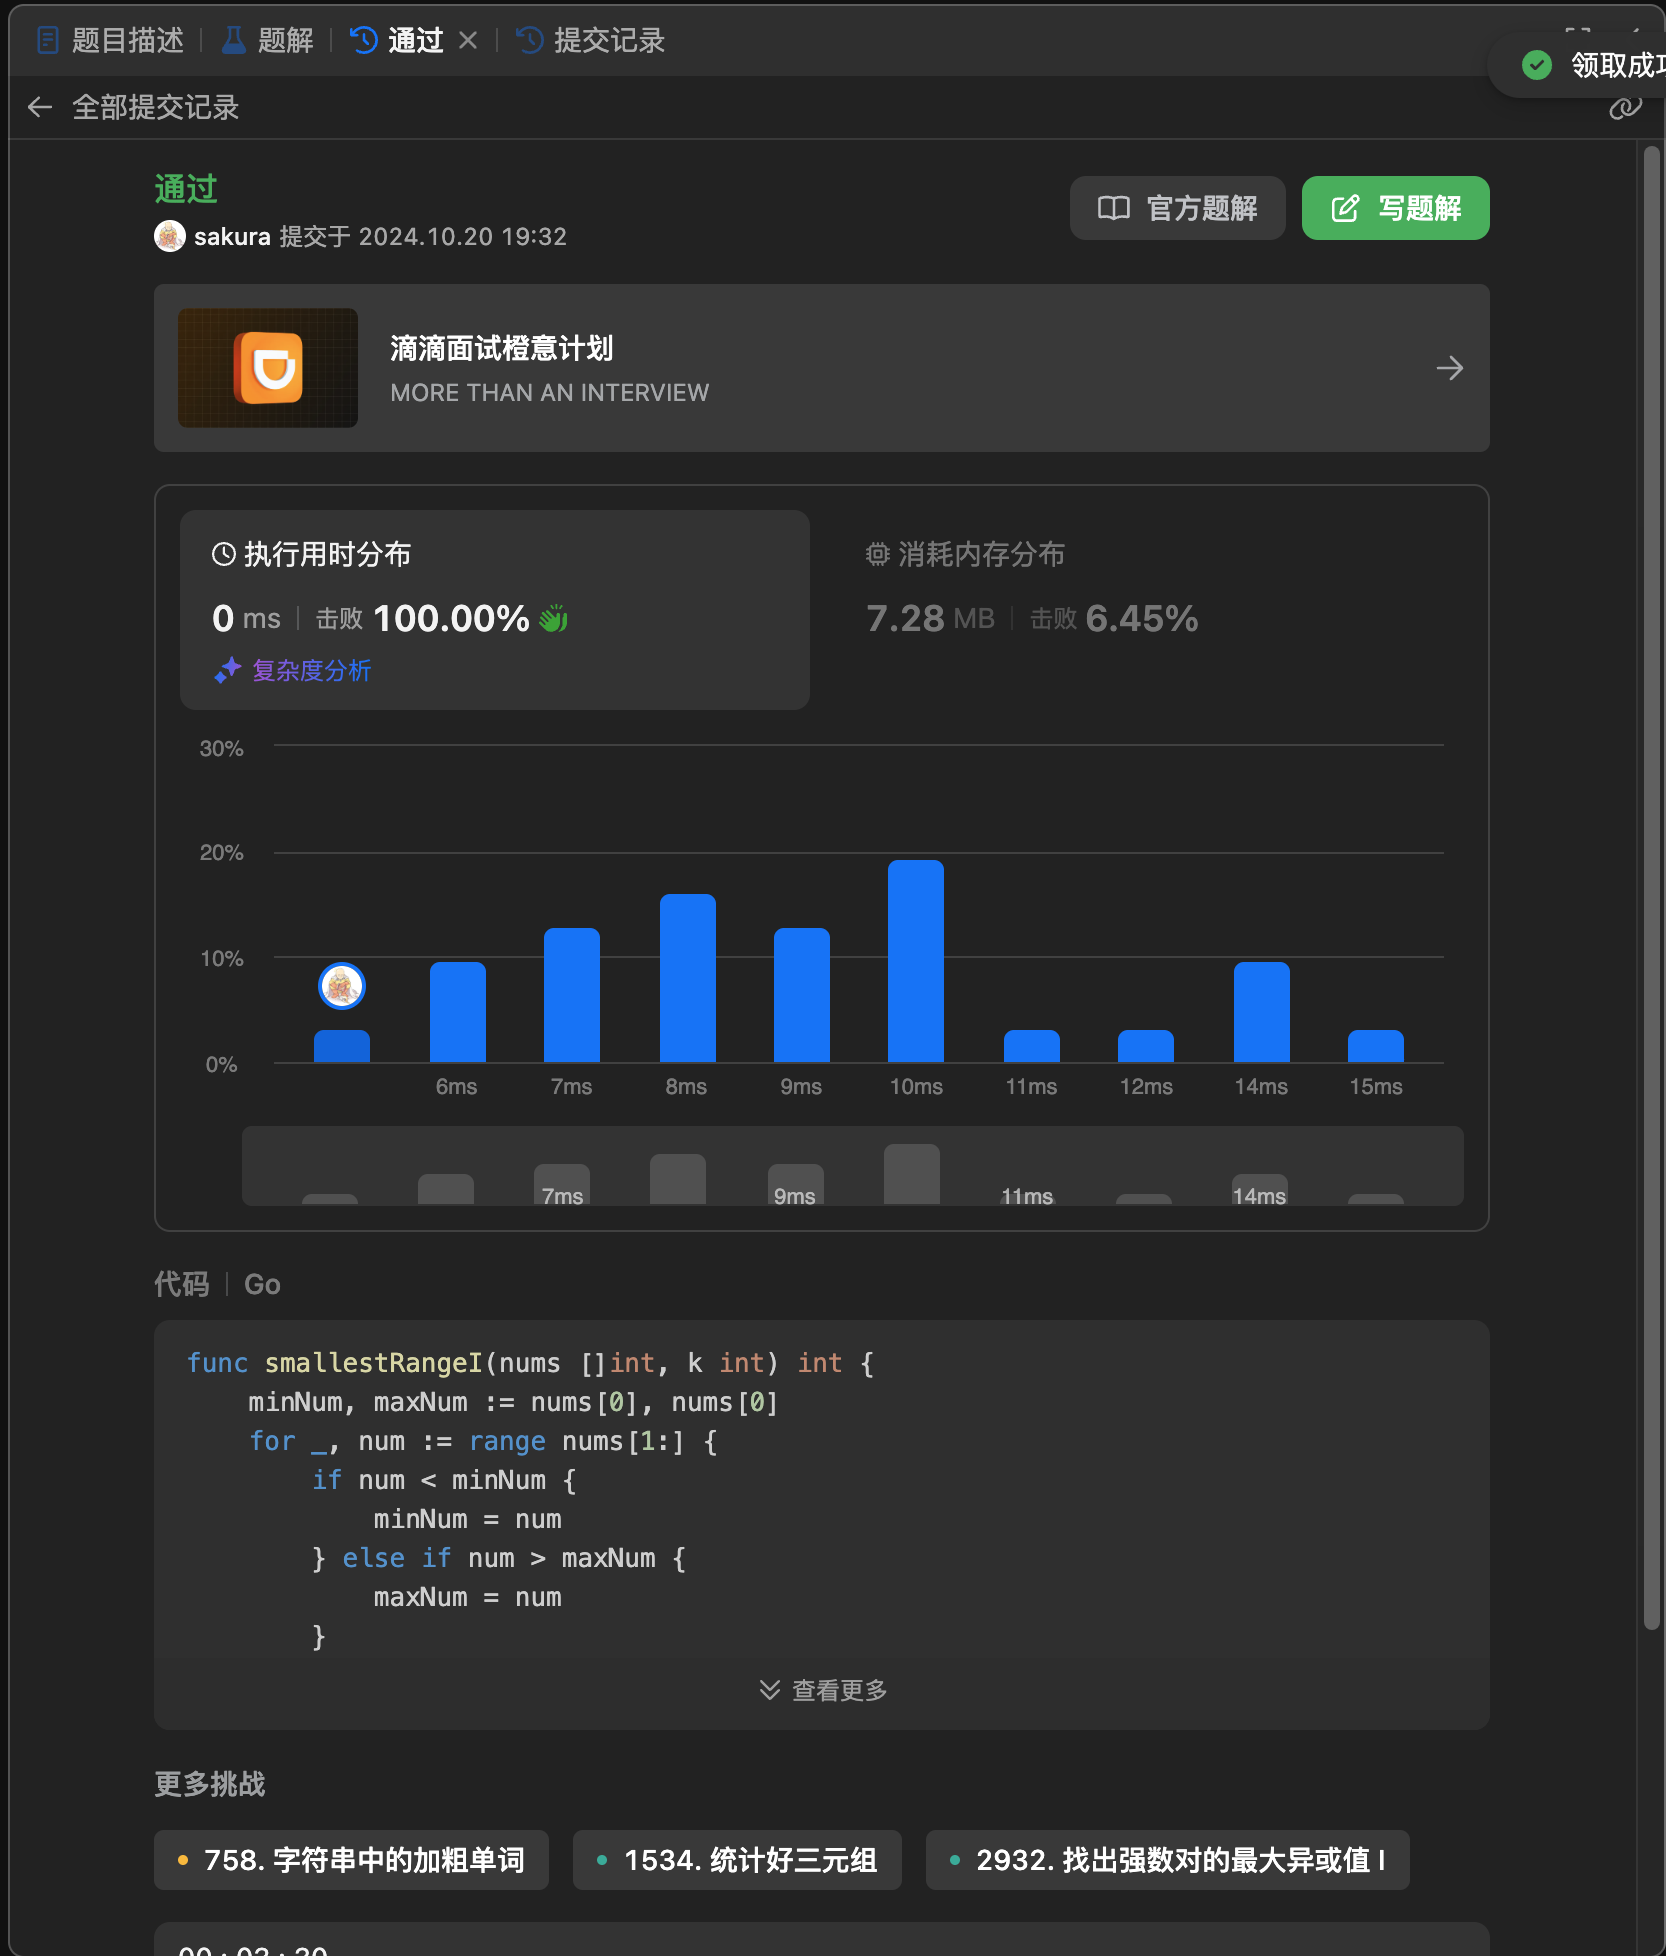 题目描述 | 题解 | 通过 | 提交记录
领取成功
全部提交记录
通过
官方题解
写题解
sakura 提交于 2024.10.20 19:32
滴滴面试橙意计划
MORE THAN AN INTERVIEW
执行用时分布
0 ms | 击败 100.00%
复杂度分析
消耗内存分布
7.28 MB | 击败 6.45%
30%
20%
10%
0%
6ms 7ms 8ms 9ms 10ms 11ms 12ms 14ms 15ms
7ms 9ms 11ms 14ms
代码 | Go
func smallestRangeI(nums []int, k int) int {
    minNum, maxNum := nums[0], nums[0]
    for _, num := range nums[1:] {
        if num < minNum {
            minNum = num
        } else if num > maxNum {
            maxNum = num
        }
查看更多
更多挑战
758. 字符串中的加粗单词
1534. 统计好三元组
2932. 找出强数对的最大异或值 I